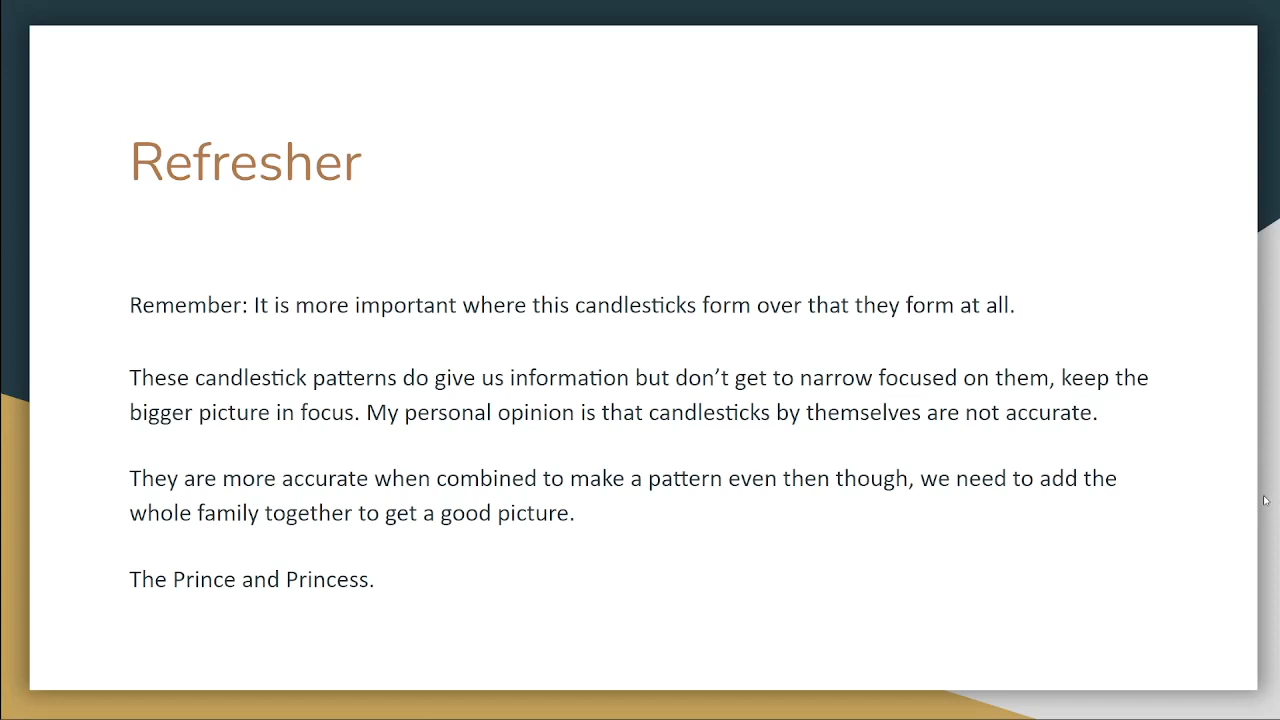 Refresher
Remember: It is more important where this candlesticks form over that they form at all.
These candlestick patterns do give us information but don’t get to narrow focused on them, keep the
bigger picture in focus. My personal opinion is that candlesticks by themselves are not accurate.
They are more accurate when combined to make a pattern even then though, we need to add the
whole family together to get a good picture.
The Prince and Princess.